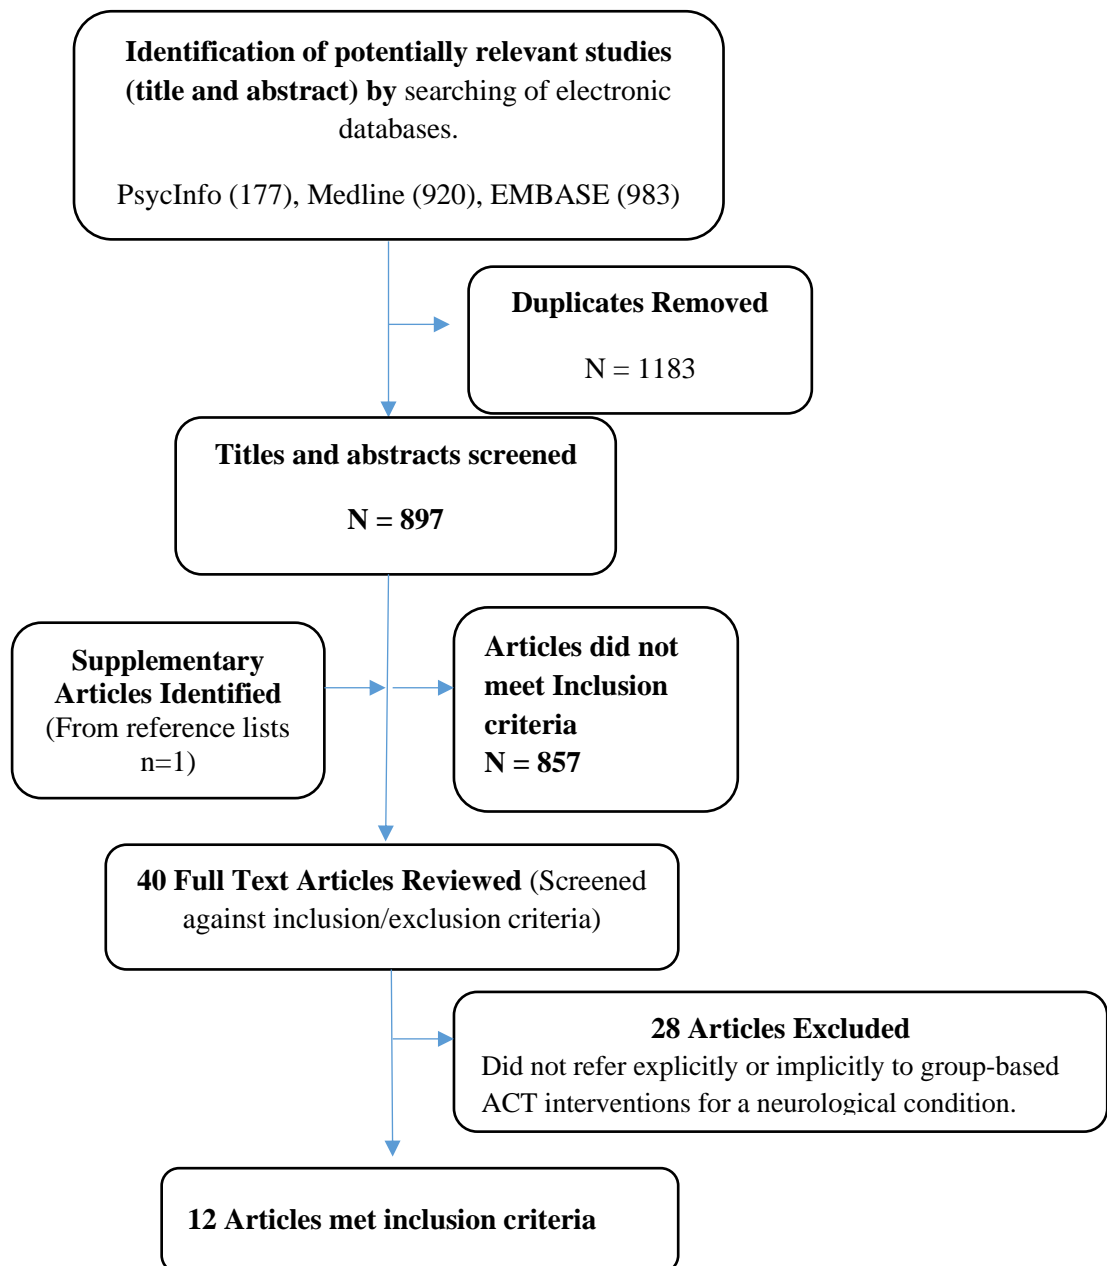 Identification of potentially relevant studies
(title and abstract) by searching of electronic
databases.
PsycInfo (177), Medline (920), EMBASE (983)
Duplicates Removed
N = 1183
Titles and abstracts screened
N = 897
Supplementary
Articles Identified
(From reference lists
n=1)
Articles did not
meet Inclusion
criteria
N = 857
40 Full Text Articles Reviewed (Screened
against inclusion/exclusion criteria)
28 Articles Excluded
Did not refer explicitly or implicitly to group-based
ACT interventions for a neurological condition.
12 Articles met inclusion criteria